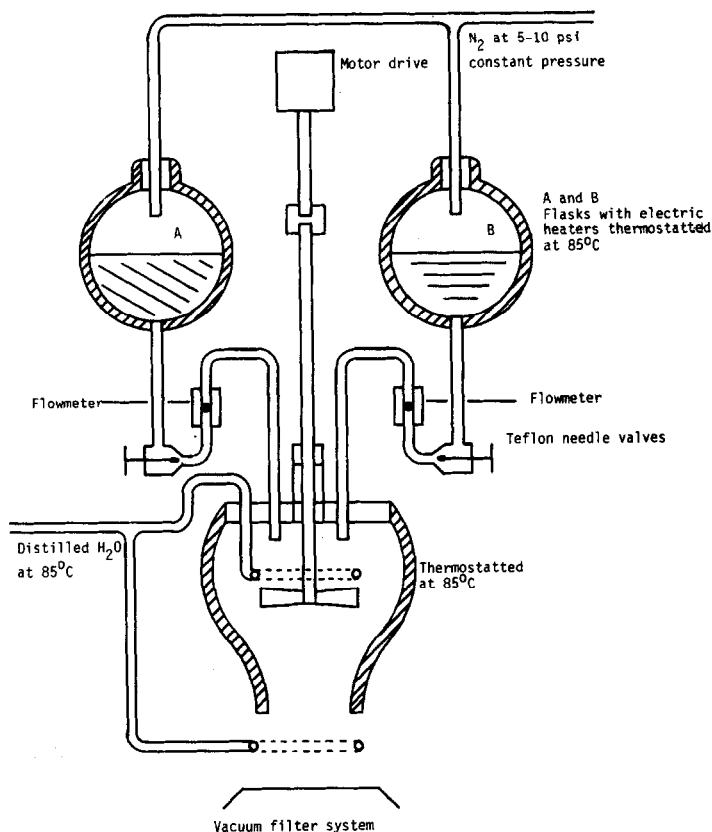 N2 at 5-10 psi
constant pressure
Motor drive
A
B
A and B
Flasks with electric
heaters thermostatted
at 85°C
Flowmeter
Flowmeter
Teflon needle valves
Distilled H2O
at 85°C
Thermostatted
at 85°C
Vacuum filter system